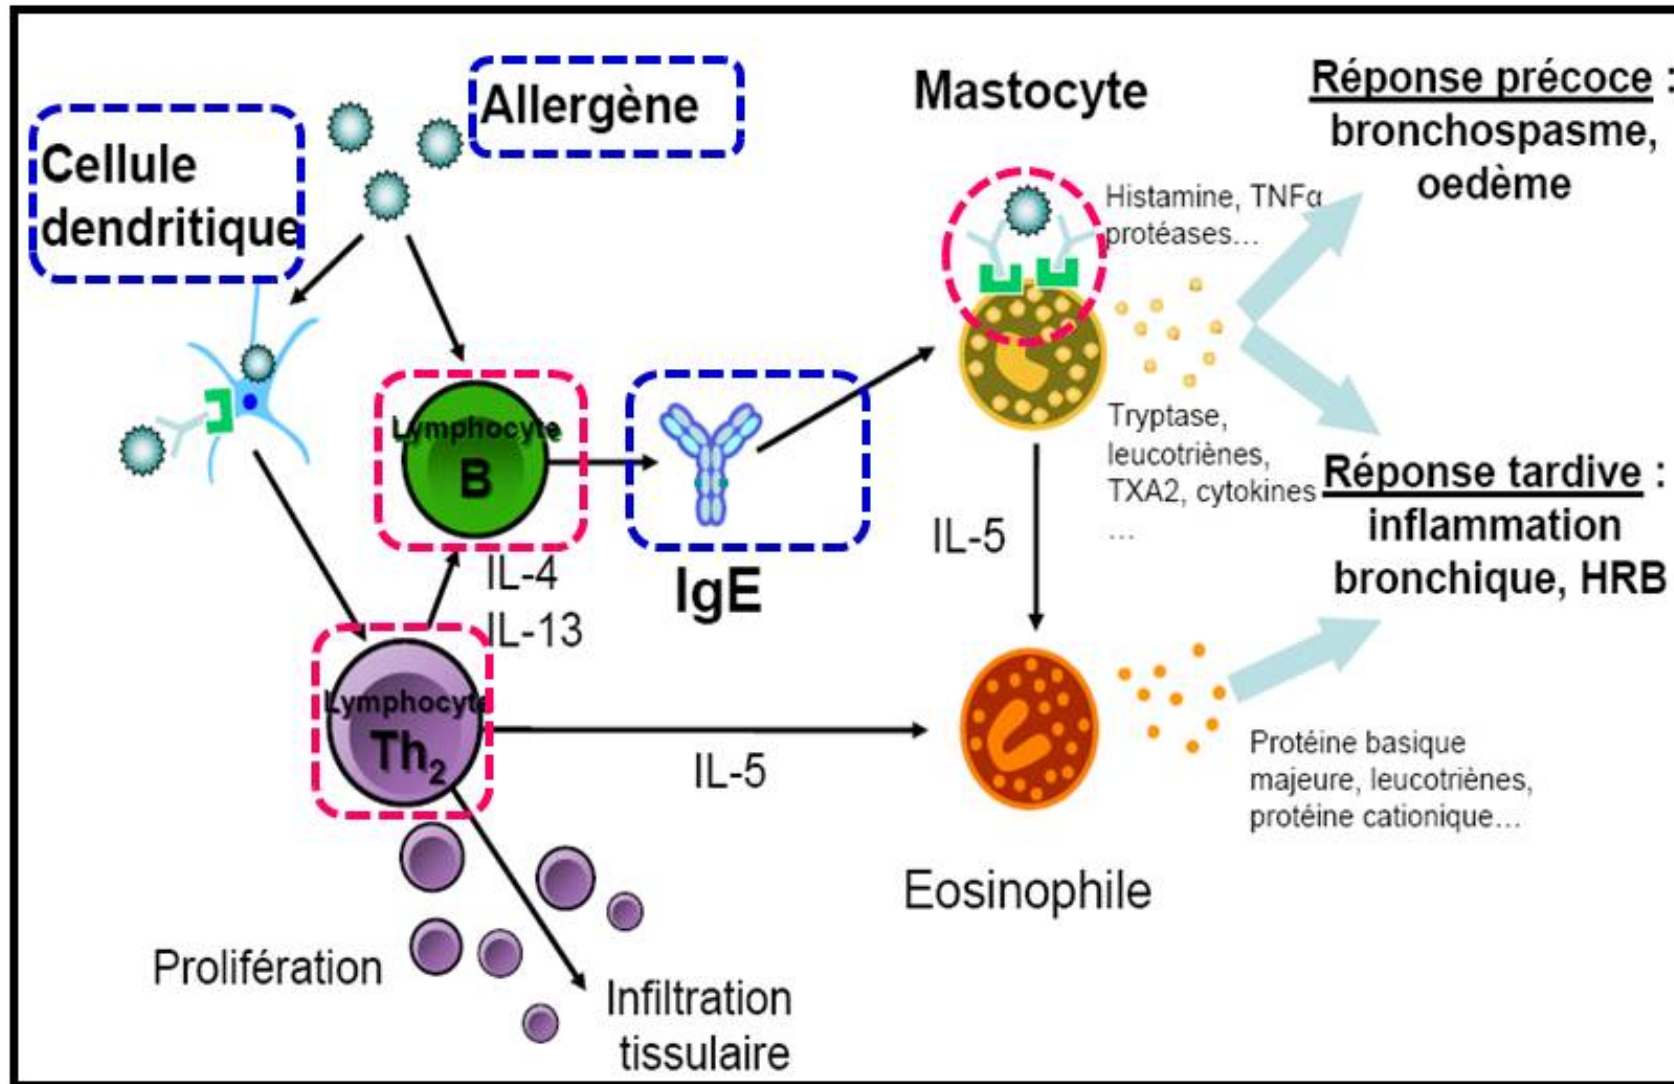 Allergène
Cellule
dendritique
Mastocyte
Réponse précoce :
bronchospasme,
oedème
Histamine, TNFα
protéases…
Lymphocyte
B
IgE
Tryptase,
leucotriènes,
TXA2, cytokines
…
Réponse tardive :
inflammation
bronchique, HRB
IL-4
IL-13
IL-5
Lymphocyte
Th2
IL-5
Protéine basique
majeure, leucotriènes,
protéine cationique…
Eosinophile
Prolifération
Infiltration
tissulaire